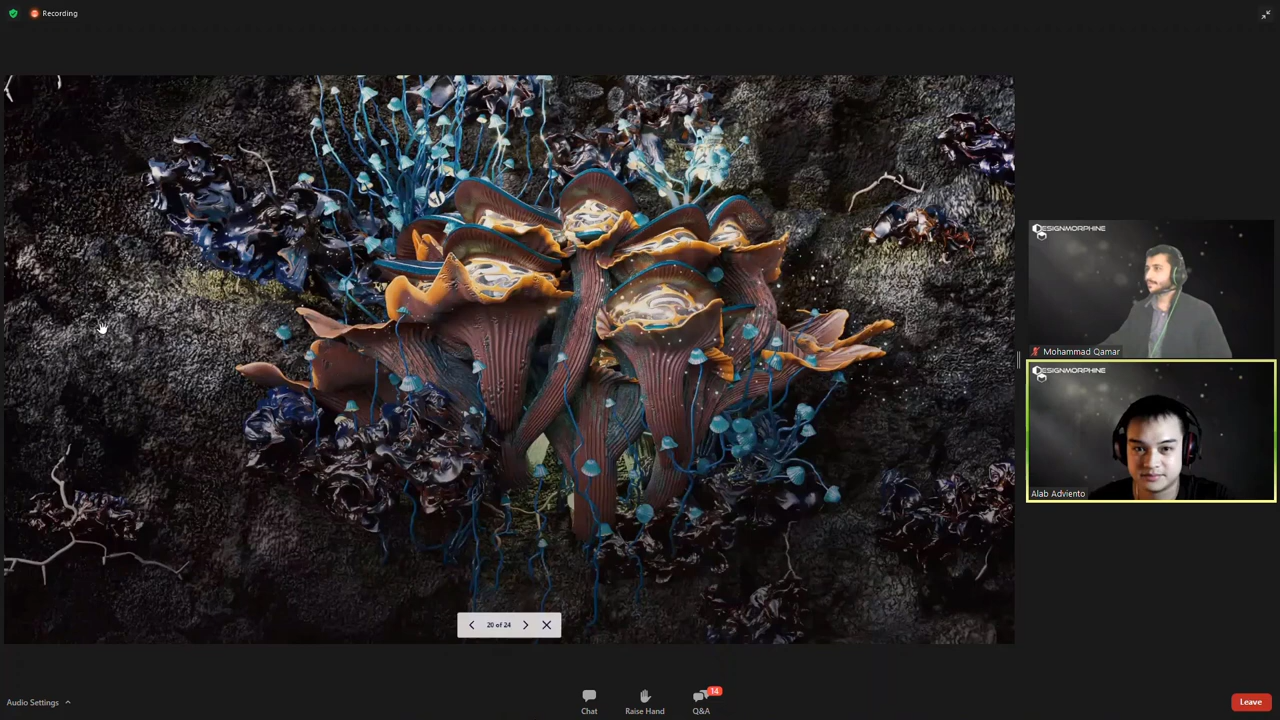 Recording
DESIGNMORPHINE
Mohammad Qamar
DESIGNMORPHINE
Alab Adviento
20 of 24
Audio Settings
Chat
Raise Hand
14
Q&A
Leave